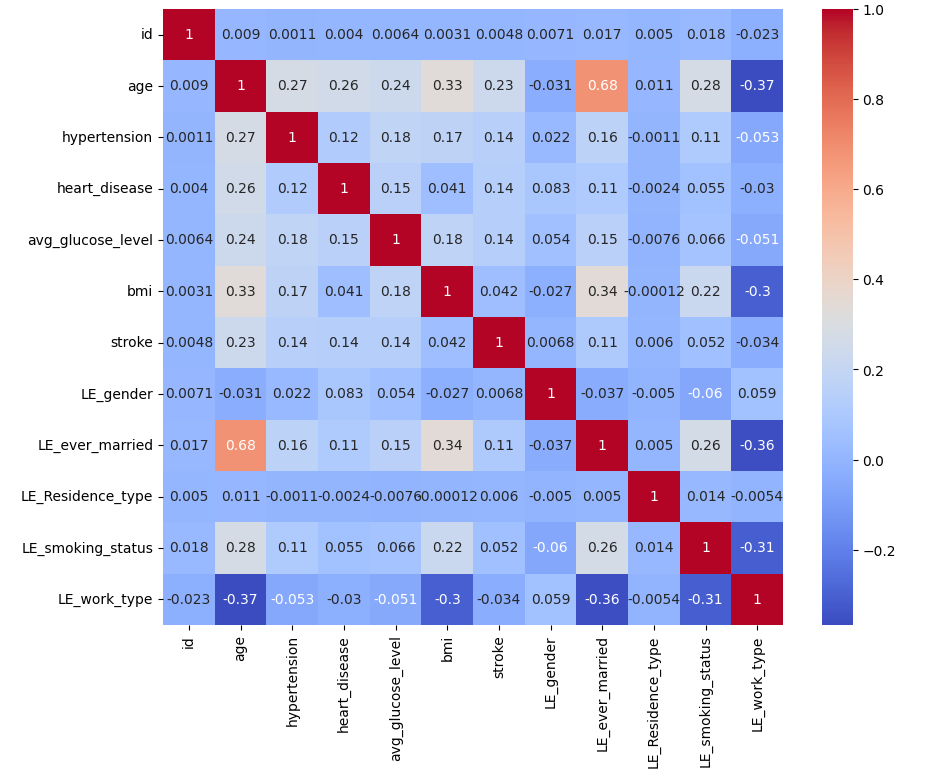 id 1 0.009 0.0011 0.004 0.0064 0.0031 0.0048 0.0071 0.017 0.005 0.018 -0.023
age 0.009 1 0.27 0.26 0.24 0.33 0.23 -0.031 0.68 0.011 0.28 -0.37
hypertension 0.0011 0.27 1 0.12 0.18 0.17 0.14 0.022 0.16 -0.0011 0.11 -0.053
heart_disease 0.004 0.26 0.12 1 0.15 0.041 0.14 0.083 0.11 -0.0024 0.055 -0.03
avg_glucose_level 0.0064 0.24 0.18 0.15 1 0.18 0.14 0.054 0.15 -0.0076 0.066 -0.051
bmi 0.0031 0.33 0.17 0.041 0.18 1 0.042 -0.027 0.34 -0.00012 0.22 -0.3
stroke 0.0048 0.23 0.14 0.14 0.14 0.042 1 0.0068 0.11 0.006 0.052 -0.034
LE_gender 0.0071 -0.031 0.022 0.083 0.054 -0.027 0.0068 1 -0.037 -0.005 -0.06 0.059
LE_ever_married 0.017 0.68 0.16 0.11 0.15 0.34 0.11 -0.037 1 0.005 0.26 -0.36
LE_Residence_type 0.005 0.011 -0.0011 -0.0024 -0.0076 -0.00012 0.006 -0.005 0.005 1 0.014 -0.0054
LE_smoking_status 0.018 0.28 0.11 0.055 0.066 0.22 0.052 -0.06 0.26 0.014 1 -0.31
LE_work_type -0.023 -0.37 -0.053 -0.03 -0.051 -0.3 -0.034 0.059 -0.36 -0.0054 -0.31 1
id
age
hypertension
heart_disease
avg_glucose_level
bmi
stroke
LE_gender
LE_ever_married
LE_Residence_type
LE_smoking_status
LE_work_type
1.0
0.8
0.6
0.4
0.2
0.0
−0.2